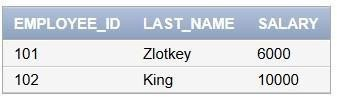 EMPLOYEE_ID LAST_NAME SALARY
101 Zlotkey 6000
102 King 10000